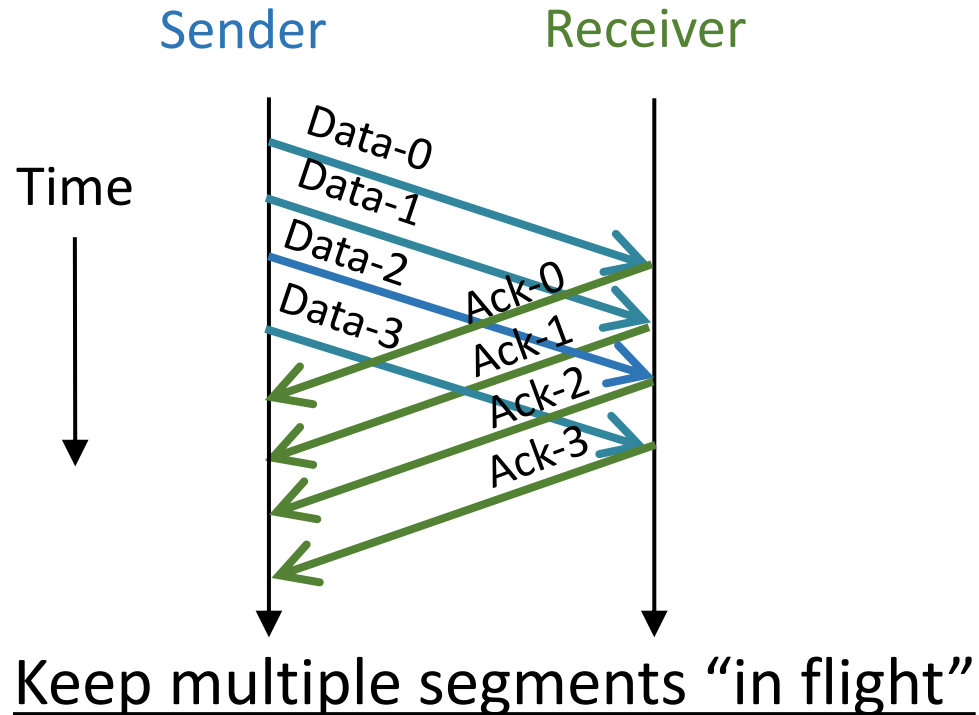 Sender
Receiver
Time
Data-0
Data-1
Data-2
Data-3
Ack-0
Ack-1
Ack-2
Ack-3
Keep multiple segments “in flight”